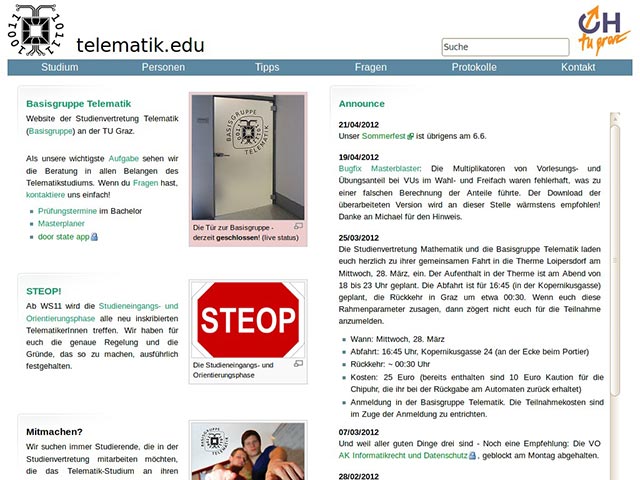 telematik.edu
Suche
CH
tu graz
Studium Personen Tipps Fragen Protokolle Kontakt
Basisgruppe Telematik
Website der Studienvertretung Telematik
(Basisgruppe) an der TU Graz.
Als unsere wichtigste Aufgabe sehen wir
die Beratung in allen Belangen des
Telematikstudiums. Wenn du Fragen hast,
kontaktiere uns einfach!
Prüfungstermine im Bachelor
Masterplaner
door state app
BASISGRUPPE
TELEMATIK
Die Tür zur Basisgruppe -
derzeit geschlossen! (live status)
STEOP!
Ab WS11 wird die Studieneingangs- und
Orientierungsphase alle neu inskribierten
TelematikerInnen treffen. Wir haben für
euch die genaue Regelung und die
Gründe, das so zu machen, ausführlich
festgehalten.
STEOP
Die Studieneingangs- und
Orientierungsphase
Mitmachen?
Wir suchen immer Studierende, die in der
Studienvertretung mitarbeiten möchten,
die das Telematik-Studium an ihren
Announce
21/04/2012
Unser Sommerfest ist übrigens am 6.6.
19/04/2012
Bugfix Masterblaster: Die Multiplikatoren von Vorlesungs- und
Übungsanteil bei VUs im Wahl- und Freifach waren fehlerhaft, was zu
einer falschen Berechnung der Anteile führte. Der Download der
überarbeiteten Version wird an dieser Stelle wärmstens empfohlen!
Danke an Michael für den Hinweis.
25/03/2012
Die Studienvertretung Mathematik und die Basisgruppe Telematik laden
euch herzlich zu ihrer gemeinsamen Fahrt in die Therme Loipersdorf am
Mittwoch, 28. März, ein. Der Aufenthalt in der Therme ist am Abend von
18 bis 23 Uhr geplant. Die Abfahrt ist für 16:45 (in der Kopernikusgasse)
geplant, die Rückkehr in Graz um etwa 00:30. Wenn euch diese
Rahmenparameter zusagen, dann zögert nicht euch für die Teilnahme
anzumelden.
Wann: Mittwoch, 28. März
Abfahrt: 16:45 Uhr, Kopernikusgasse 24 (an der Ecke beim Portier)
Rückkehr: ~ 00:30 Uhr
Kosten: 25 Euro (bereits enthalten sind 10 Euro Kaution für die
Chipuhr, die ihr bei der Rückgabe am Automaten zurück erhaltet)
Anmeldung in der Basisgruppe Telematik. Die Teilnahmekosten sind
im Zuge der Anmeldung zu entrichten.
07/03/2012
Und weil aller guten Dinge drei sind - Noch eine Empfehlung: Die VO
AK Informatikrecht und Datenschutz, geblockt am Montag abgehalten.
28/02/2012